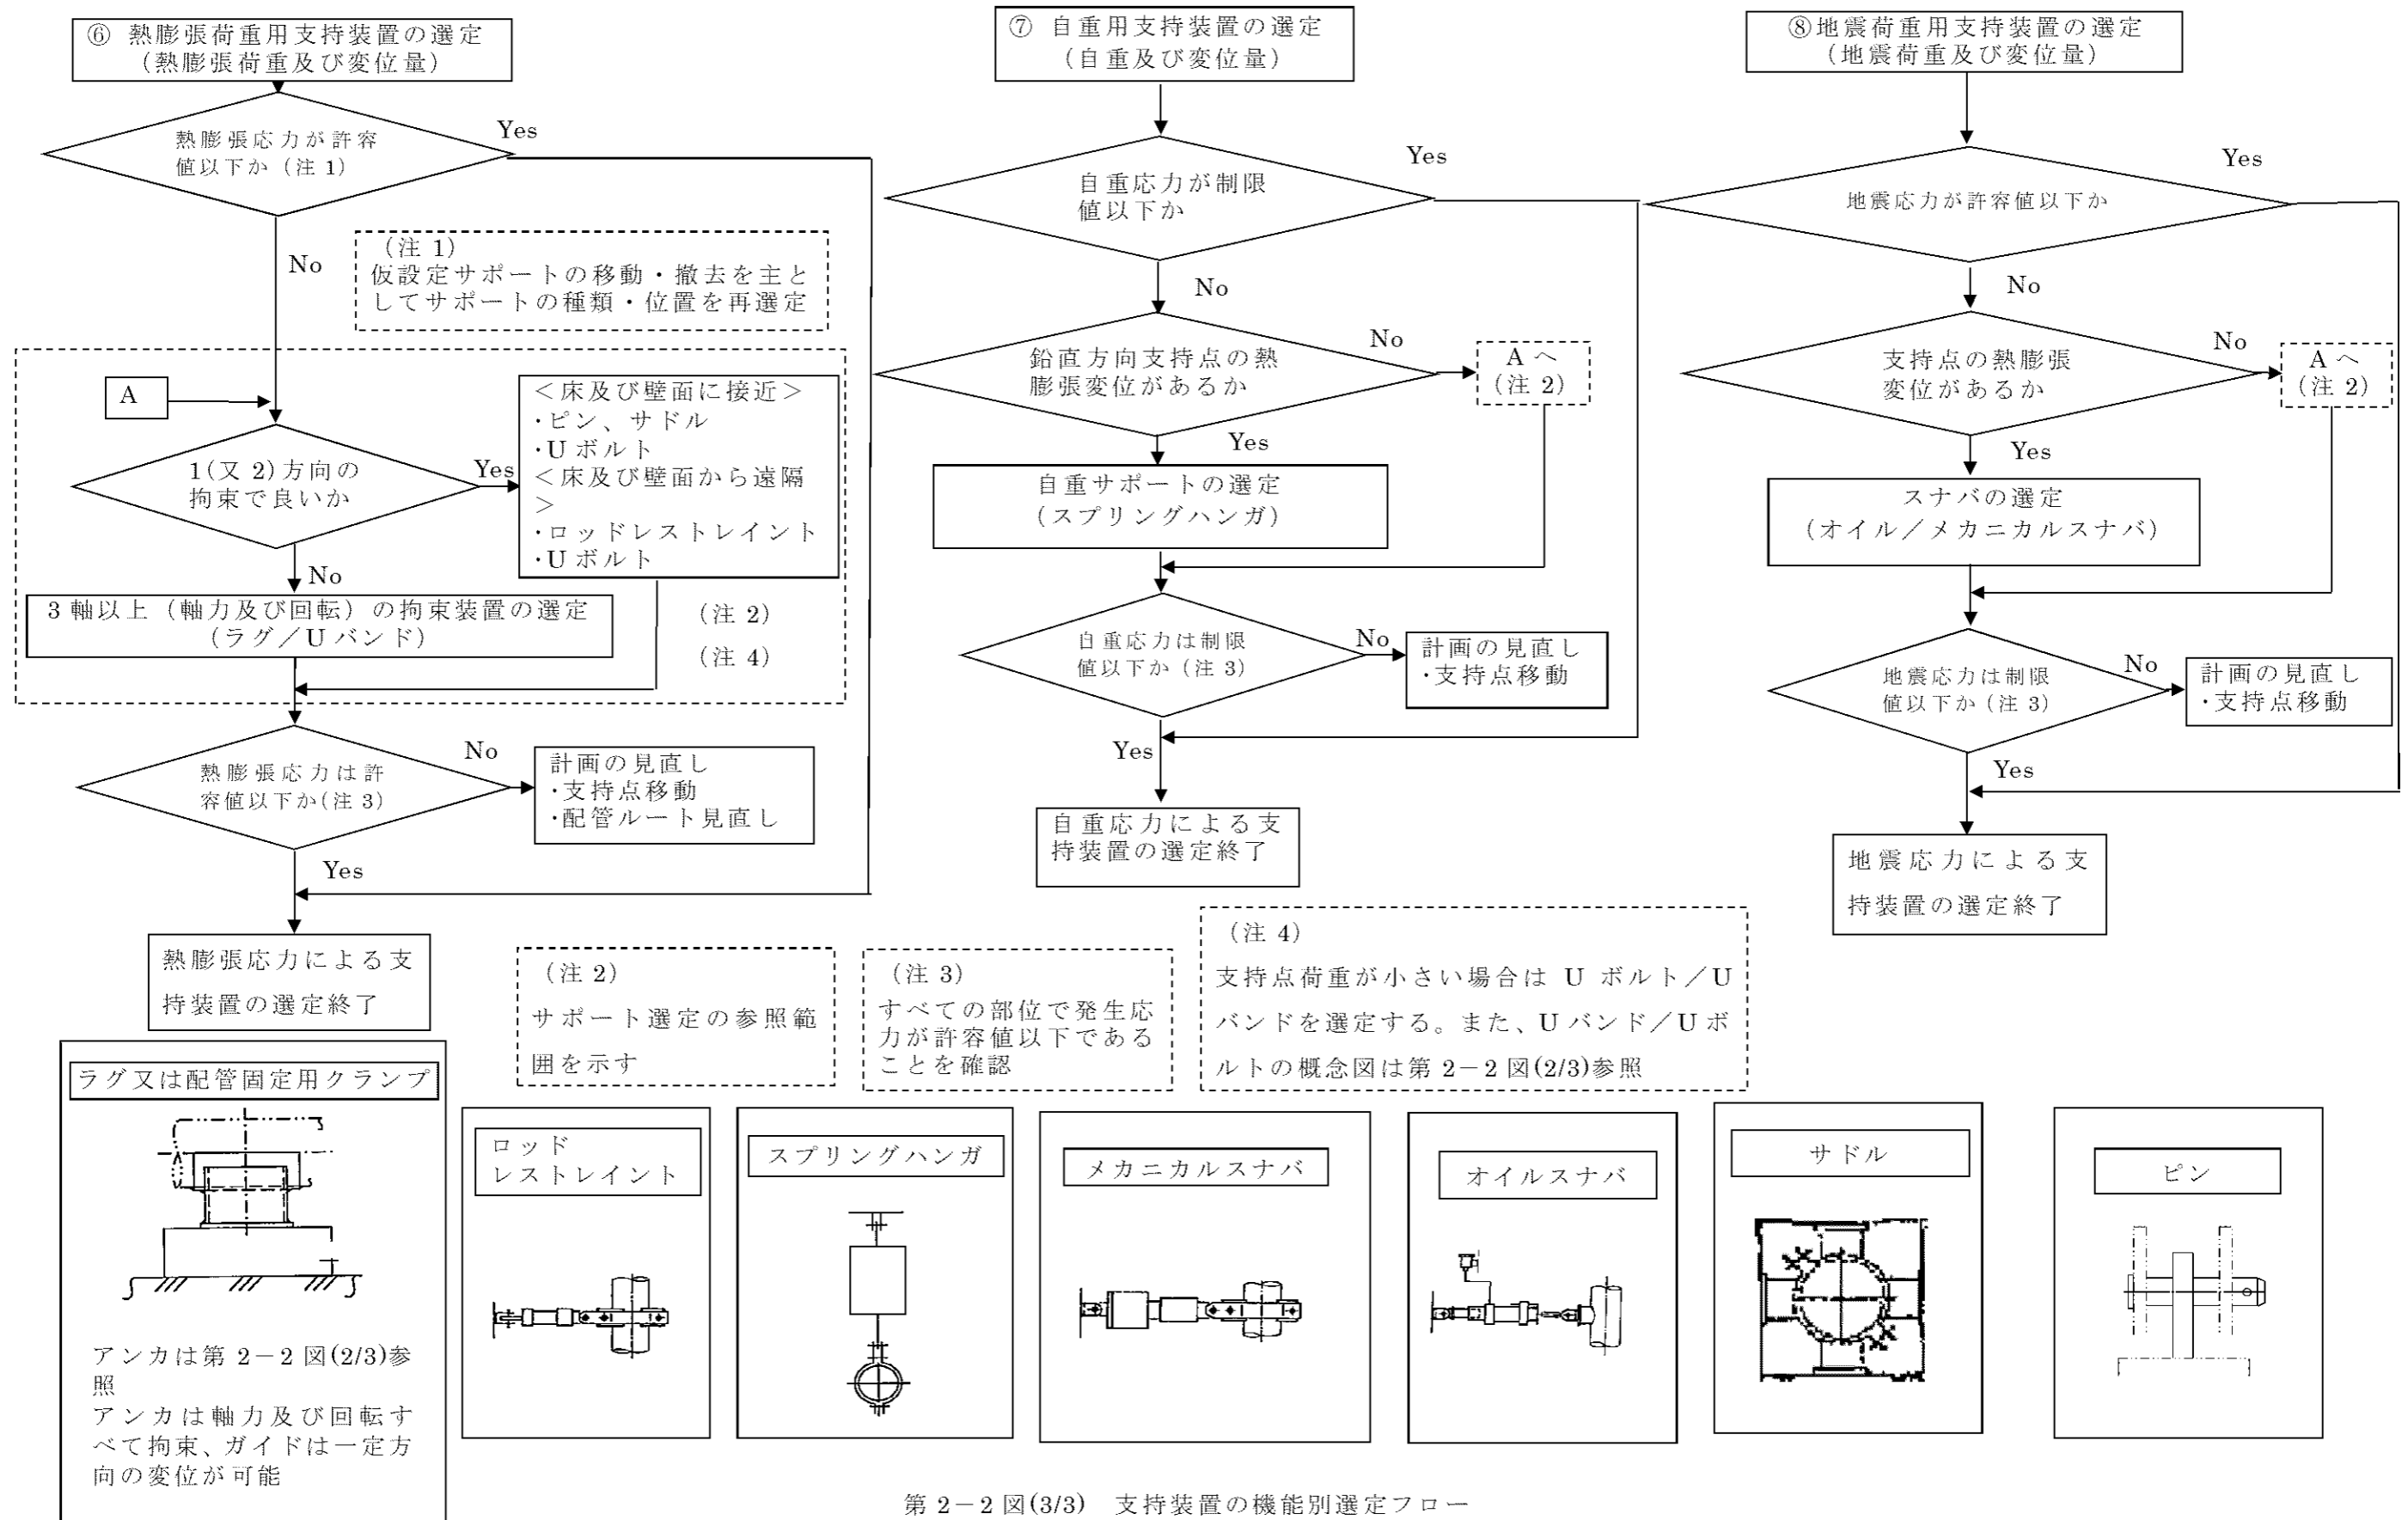 ⑥ 熱膨張荷重用支持装置の選定
(熱膨張荷重及び変位量)
熱膨張応力が許容
値以下か (注 1)
Yes
No
(注 1)
仮設定サポートの移動・撤去を主と
してサポートの種類・位置を再選定
A
1(又 2)方向の
拘束で良いか
Yes
<床及び壁面に接近>
・ピン、サドル
・U ボルト
<床及び壁面から遠隔
>
・ロッドレストレイント
・U ボルト
No
3 軸以上 (軸力及び回転) の拘束装置の選定
(ラグ/U バンド)
(注 2)
(注 4)
熱膨張応力は許
容値以下か(注 3)
No
計画の見直し
・支持点移動
・配管ルート見直し
Yes
熱膨張応力による支
持装置の選定終了
⑦ 自重用支持装置の選定
(自重及び変位量)
自重応力が制限
値以下か
Yes
No
鉛直方向支持点の熱
膨張変位があるか
No
A へ
(注 2)
Yes
自重サポートの選定
(スプリングハンガ)
自重応力は制限
値以下か (注 3)
No
計画の見直し
・支持点移動
Yes
自重応力による支
持装置の選定終了
⑧地震荷重用支持装置の選定
(地震荷重及び変位量)
地震応力が許容値以下か
Yes
No
支持点の熱膨張
変位があるか
No
A へ
(注 2)
Yes
スナバの選定
(オイル/メカニカルスナバ)
地震応力は制限
値以下か (注 3)
No
計画の見直し
・支持点移動
Yes
地震応力による支
持装置の選定終了
(注 2)
サポート選定の参照範
囲を示す
(注 3)
すべての部位で発生応
力が許容値以下である
ことを確認
(注 4)
支持点荷重が小さい場合は U ボルト/U
バンドを選定する。また、U バンド/U ボ
ルトの概念図は第 2-2 図(2/3)参照
ラグ又は配管固定用クランプ
アンカは第 2-2 図(2/3)参
照
アンカは軸力及び回転す
べて拘束、ガイドは一定方
向の変位が可能
ロッド
レストレイント
スプリングハンガ
メカニカルスナバ
オイルスナバ
サドル
ピン
第 2-2 図(3/3) 支持装置の機能別選定フロー